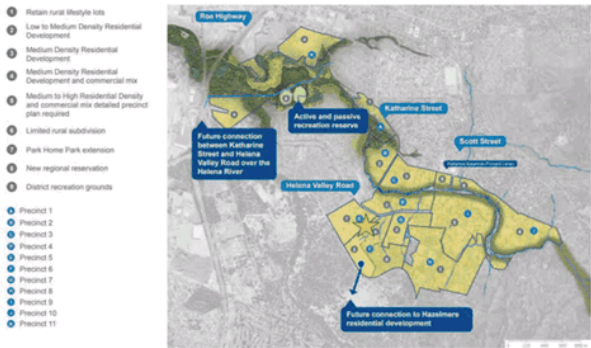 1 Retain rural lifestyle lots
2 Low to Medium Density Residential
Development
3 Medium Density Residential
Development
4 Medium Density Residential
Development and commercial mix
5 Medium to High Residential Density
and commercial mix detailed precinct
plan required
6 Limited rural subdivision
7 Park Home Park extension
8 New regional reservation
9 District recreation grounds
Precinct 1
Precinct 2
Precinct 3
Precinct 4
Precinct 5
Precinct 6
Precinct 7
Precinct 8
Precinct 9
Precinct 10
Precinct 11
Roe Highway
Katharine Street
Active and passive
recreation reserve
Scott Street
Future connection
between Katharine
Street and Helena
Valley Road over the
Helena River
Helena Valley Road
Future connection to Hazelmere
residential development